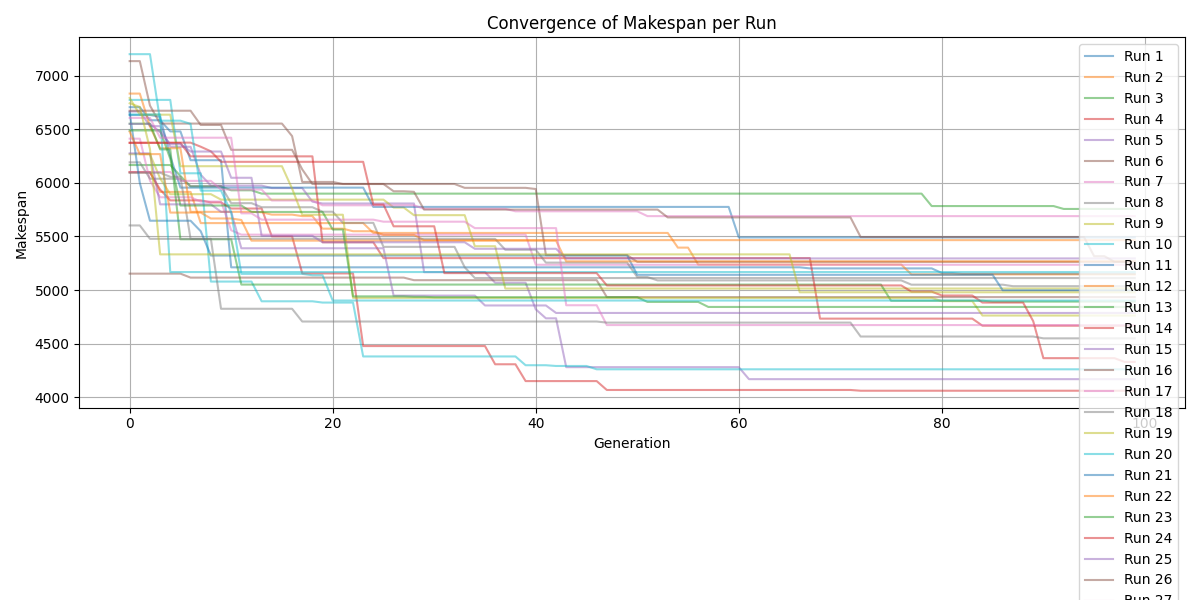 Convergence of Makespan per Run
Makespan
7000
6500
6000
5500
5000
4500
4000
0
20
40
60
80
100
Generation
Run 1
Run 2
Run 3
Run 4
Run 5
Run 6
Run 7
Run 8
Run 9
Run 10
Run 11
Run 12
Run 13
Run 14
Run 15
Run 16
Run 17
Run 18
Run 19
Run 20
Run 21
Run 22
Run 23
Run 24
Run 25
Run 26
Run 27